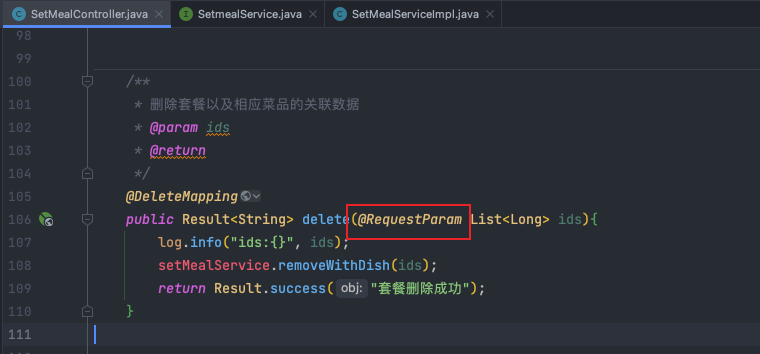 SetMealController.java
SetmealService.java
SetMealServiceImpl.java
98
99
100 /**
101 * 删除套餐以及相应菜品的关联数据
102 * @param ids
103 * @return
104 */
105 @DeleteMapping
106 public Result<String> delete(@RequestParam List<Long> ids){
107 log.info("ids:{}", ids);
108 setMealService.removeWithDish(ids);
109 return Result.success( obj: "套餐删除成功");
110 }
111